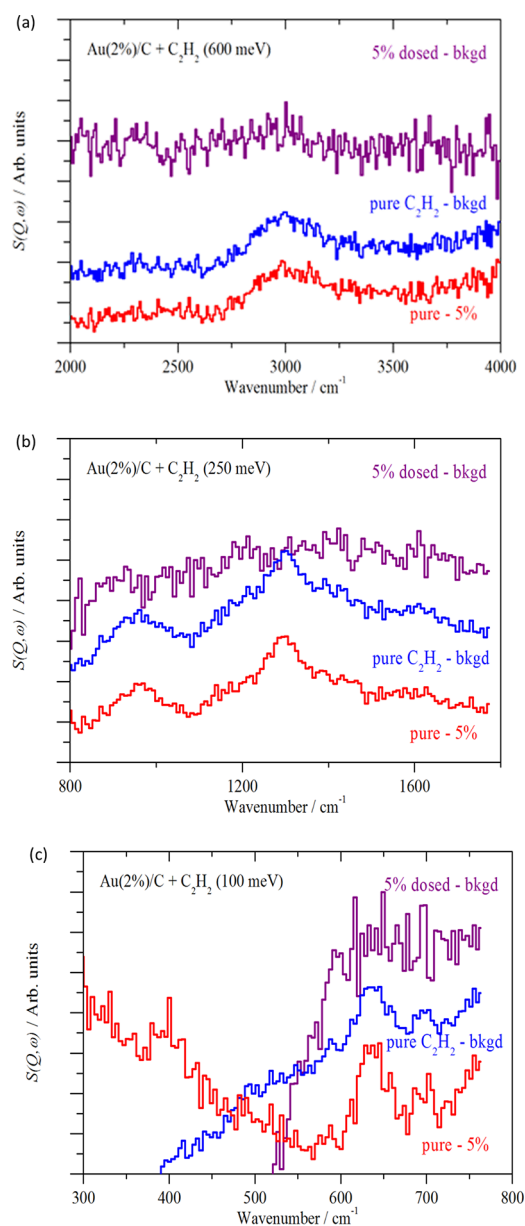 (a)
Au(2%)/C + C₂H₂ (600 meV)
5% dosed - bkgd
pure C₂H₂ - bkgd
pure - 5%
S(Q,ω) / Arb. units
2000 2500 3000 3500 4000
Wavenumber / cm⁻¹
(b)
Au(2%)/C + C₂H₂ (250 meV)
5% dosed - bkgd
pure C₂H₂ - bkgd
pure - 5%
S(Q,ω) / Arb. units
800 1200 1600
Wavenumber / cm⁻¹
(c)
Au(2%)/C + C₂H₂ (100 meV)
5% dosed - bkgd
pure C₂H₂ - bkgd
pure - 5%
S(Q,ω) / Arb. units
300 400 500 600 700 800
Wavenumber / cm⁻¹